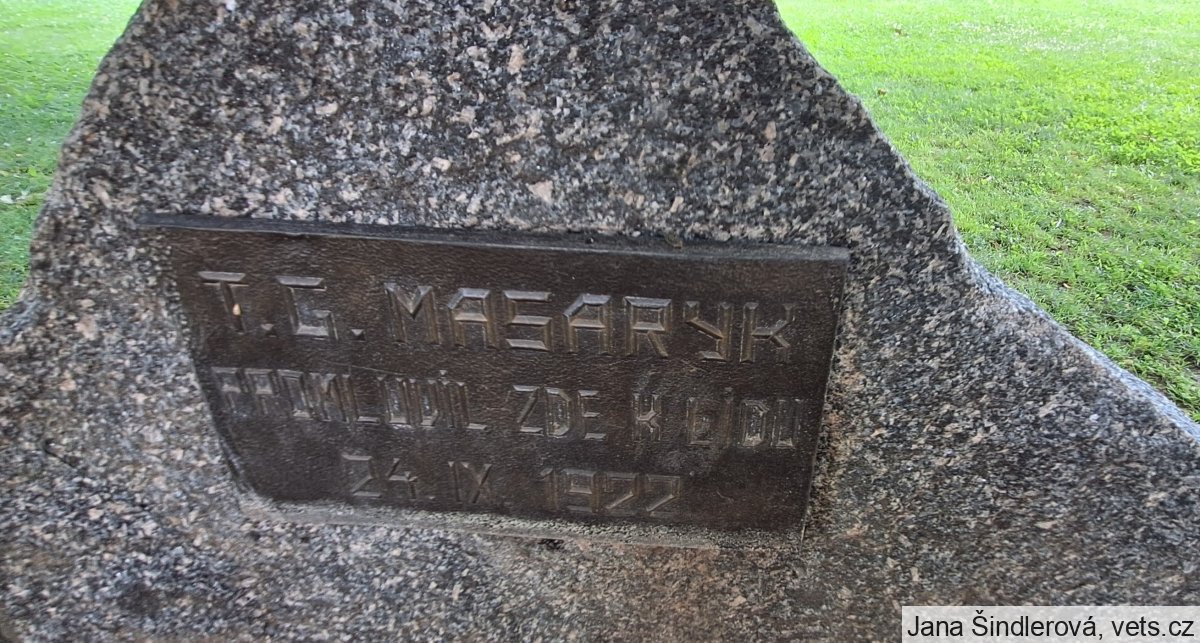 T. G. MASARYK
PROMLUVIL ZDE K LIDU
24. IX. 1922
Jana Šindlerová, vets.cz